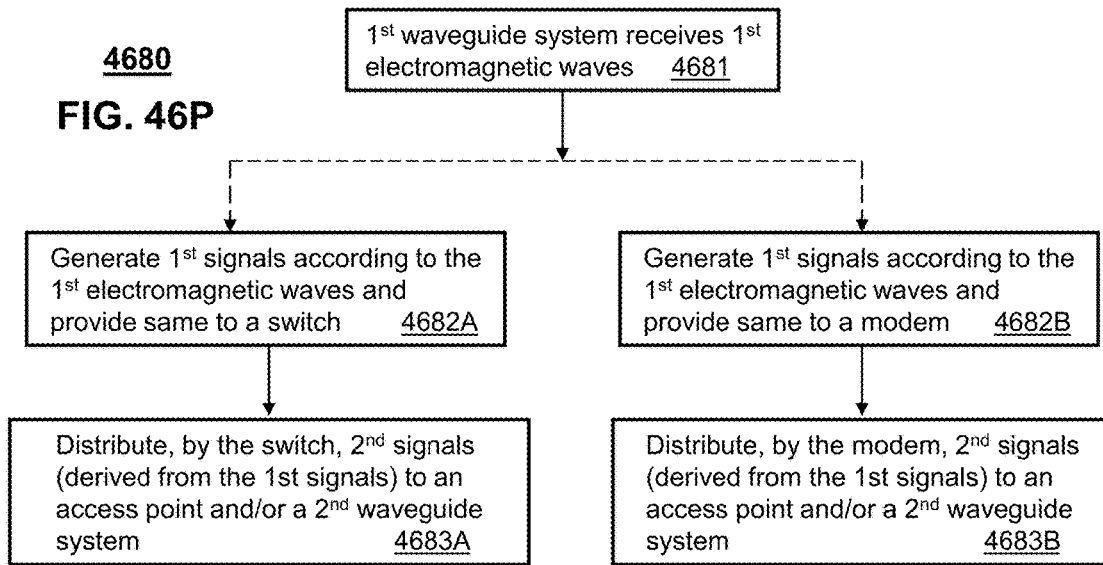 4680
FIG. 46P
1st waveguide system receives 1st
electromagnetic waves 4681
Generate 1st signals according to the
1st electromagnetic waves and
provide same to a switch 4682A
Generate 1st signals according to the
1st electromagnetic waves and
provide same to a modem 4682B
Distribute, by the switch, 2nd signals
(derived from the 1st signals) to an
access point and/or a 2nd waveguide
system 4683A
Distribute, by the modem, 2nd signals
(derived from the 1st signals) to an
access point and/or a 2nd waveguide
system 4683B